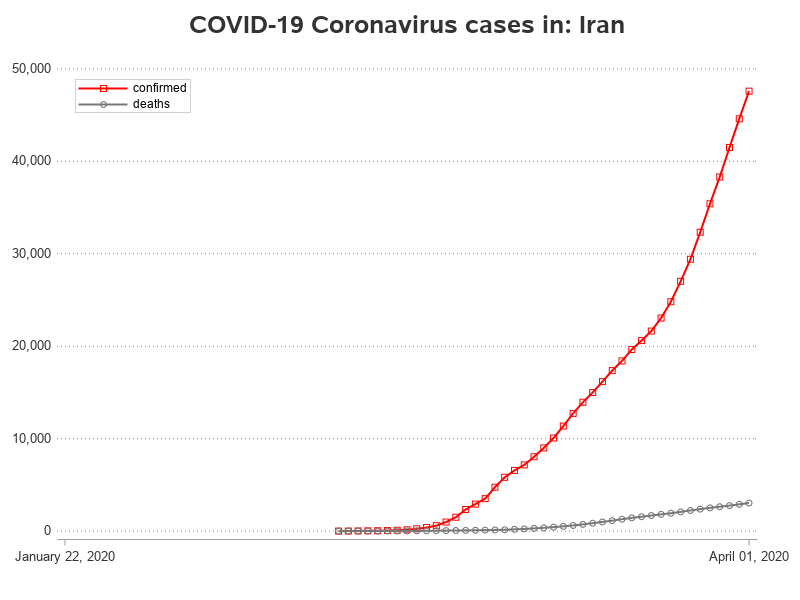 COVID-19 Coronavirus cases in: Iran
50,000
confirmed
deaths
40,000
30,000
20,000
10,000
0
January 22, 2020 April 01, 2020